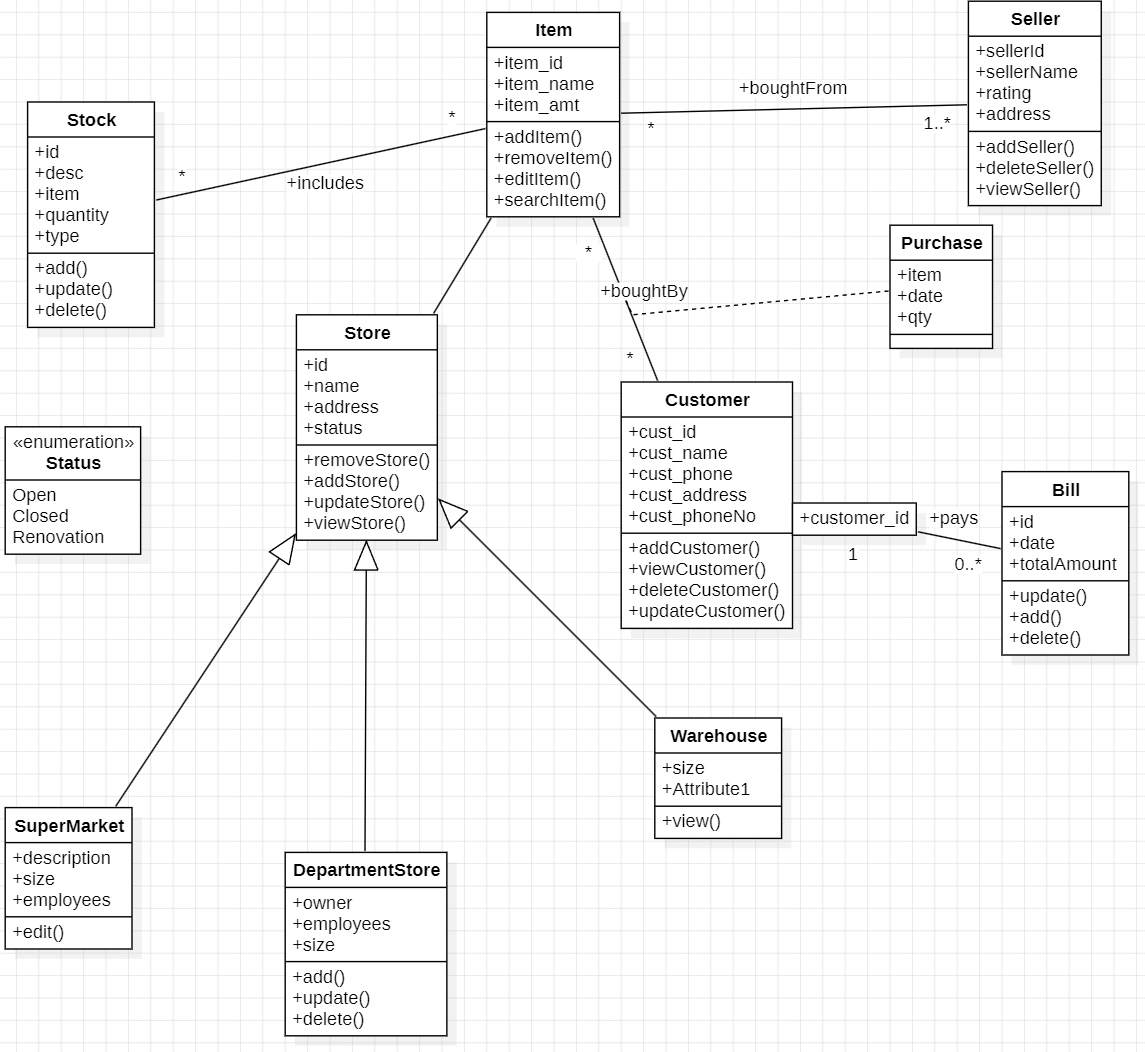 Item
+item_id
+item_name
+item_amt
+addItem()
+removeItem()
+editItem()
+searchItem()
Seller
+sellerId
+sellerName
+rating
+address
+addSeller()
+deleteSeller()
+viewSeller()
+boughtFrom
*
1..*
Stock
+id
+desc
+item
+quantity
+type
+add()
+update()
+delete()
*
*
+includes
Purchase
+item
+date
+qty
*
+boughtBy
*
Store
+id
+name
+address
+status
+removeStore()
+addStore()
+updateStore()
+viewStore()
«enumeration»
Status
Open
Closed
Renovation
Customer
+cust_id
+cust_name
+cust_phone
+cust_address
+cust_phoneNo
+addCustomer()
+viewCustomer()
+deleteCustomer()
+updateCustomer()
+customer_id
1
+pays
0..*
Bill
+id
+date
+totalAmount
+update()
+add()
+delete()
Warehouse
+size
+Attribute1
+view()
SuperMarket
+description
+size
+employees
+edit()
DepartmentStore
+owner
+employees
+size
+add()
+update()
+delete()